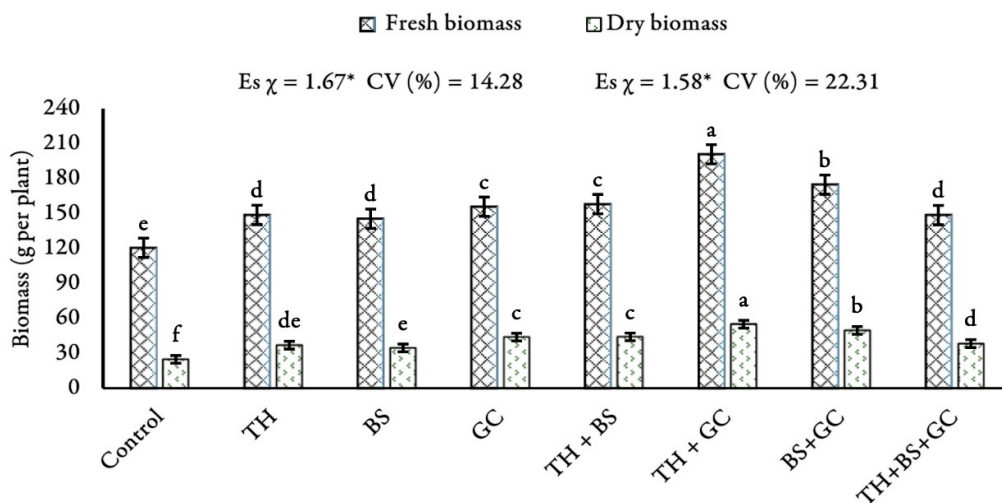 Fresh biomass Dry biomass
Es χ = 1.67* CV (%) = 14.28 Es χ = 1.58* CV (%) = 22.31
Biomass (g per plant)
240
210
180
150
120
90
60
30
0
e f d de d e c c c c a a b b d d
Control TH BS GC TH + BS TH + GC BS+GC TH+BS+GC